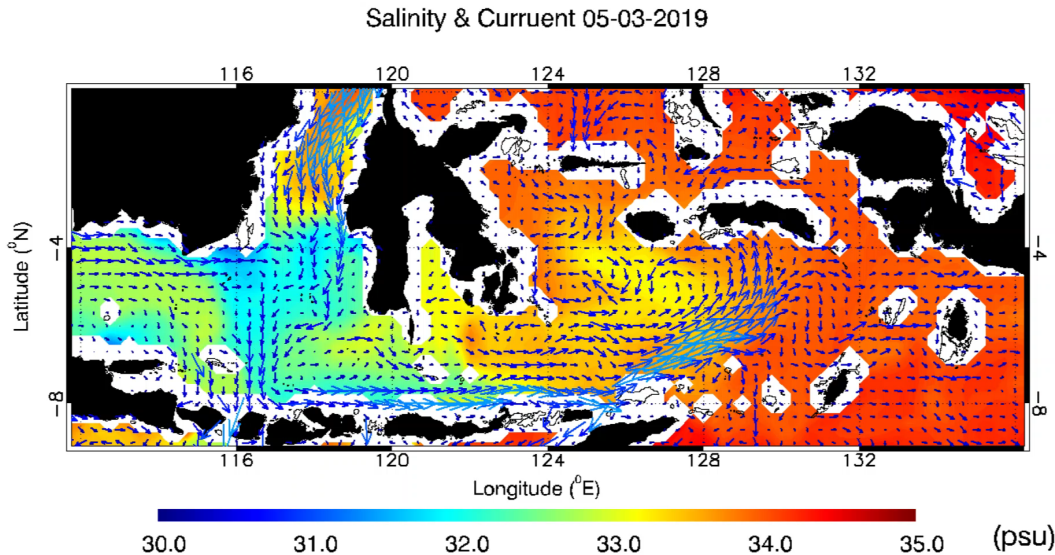 Salinity & Curruent 05-03-2019
116 120 124 128 132
-4 -4
Latitude (⁰N)
-8 -8
116 120 124 128 132
Longitude (⁰E)
30.0 31.0 32.0 33.0 34.0 35.0 (psu)